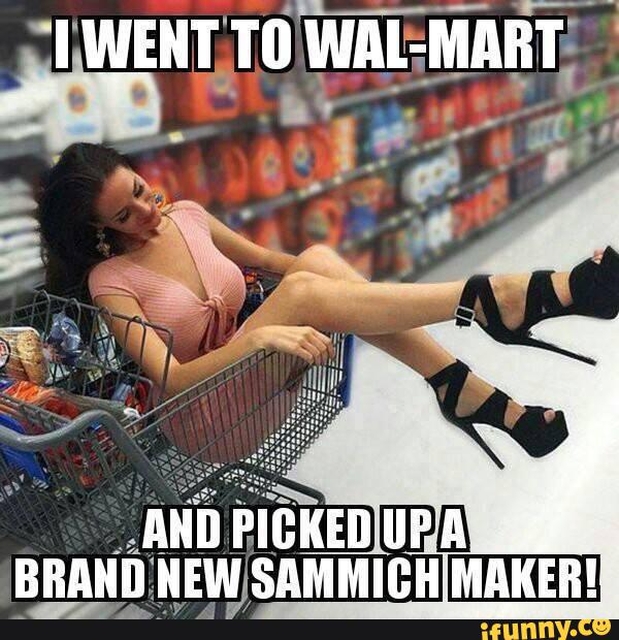 I WENT TO WAL-MART
AND PICKED UP A
BRAND NEW SAMMICH MAKER!
ifunny.co